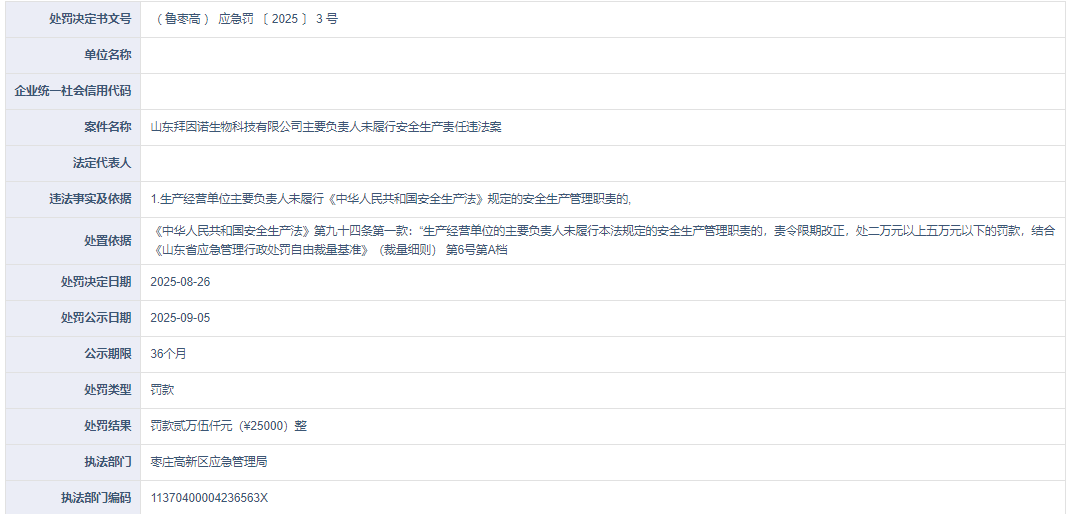 处罚决定书文号 （鲁枣高） 应急罚 〔 2025 〕 3 号
单位名称
企业统一社会信用代码
案件名称 山东拜因诺生物科技有限公司主要负责人未履行安全生产责任违法案
法定代表人
违法事实及依据 1.生产经营单位主要负责人未履行《中华人民共和国安全生产法》规定的安全生产管理职责的,
处置依据 《中华人民共和国安全生产法》第九十四条第一款：“生产经营单位的主要负责人未履行本法规定的安全生产管理职责的，责令限期改正，处二万元以上五万元以下的罚款，结合
《山东省应急管理行政处罚自由裁量基准》（裁量细则） 第6号第A档
处罚决定日期 2025-08-26
处罚公示日期 2025-09-05
公示期限 36个月
处罚类型 罚款
处罚结果 罚款贰万伍仟元（¥25000）整
执法部门 枣庄高新区应急管理局
执法部门编码 11370400004236563X